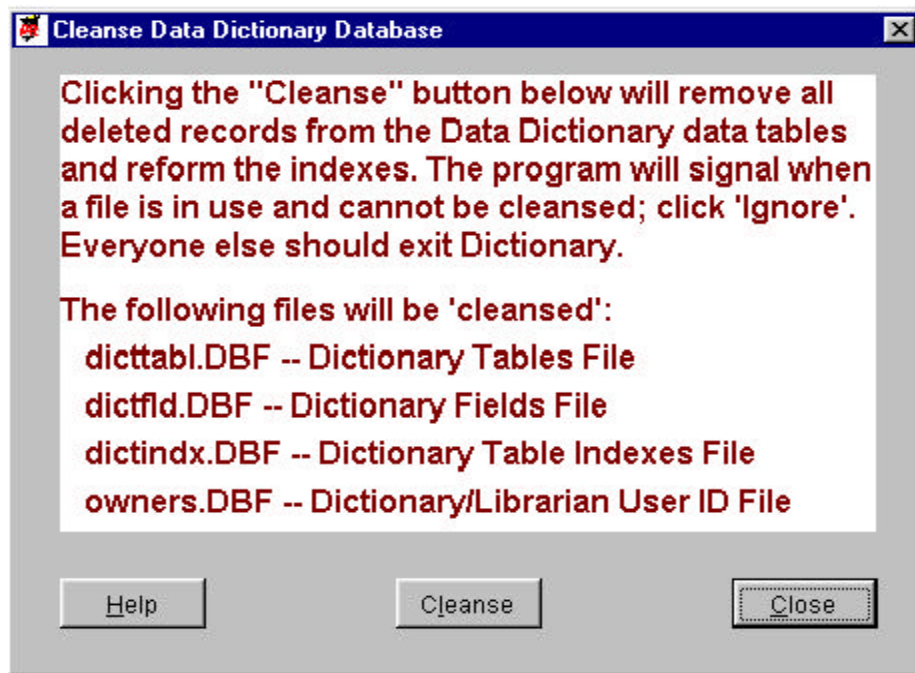 Cleanse Data Dictionary Database
Clicking the "Cleanse" button below will remove all
deleted records from the Data Dictionary data tables
and reform the indexes. The program will signal when
a file is in use and cannot be cleansed; click 'Ignore'.
Everyone else should exit Dictionary.
The following files will be 'cleansed':
dicttabl.DBF -- Dictionary Tables File
dictfld.DBF -- Dictionary Fields File
dictindx.DBF -- Dictionary Table Indexes File
owners.DBF -- Dictionary/Librarian User ID File
Help Cleanse Close